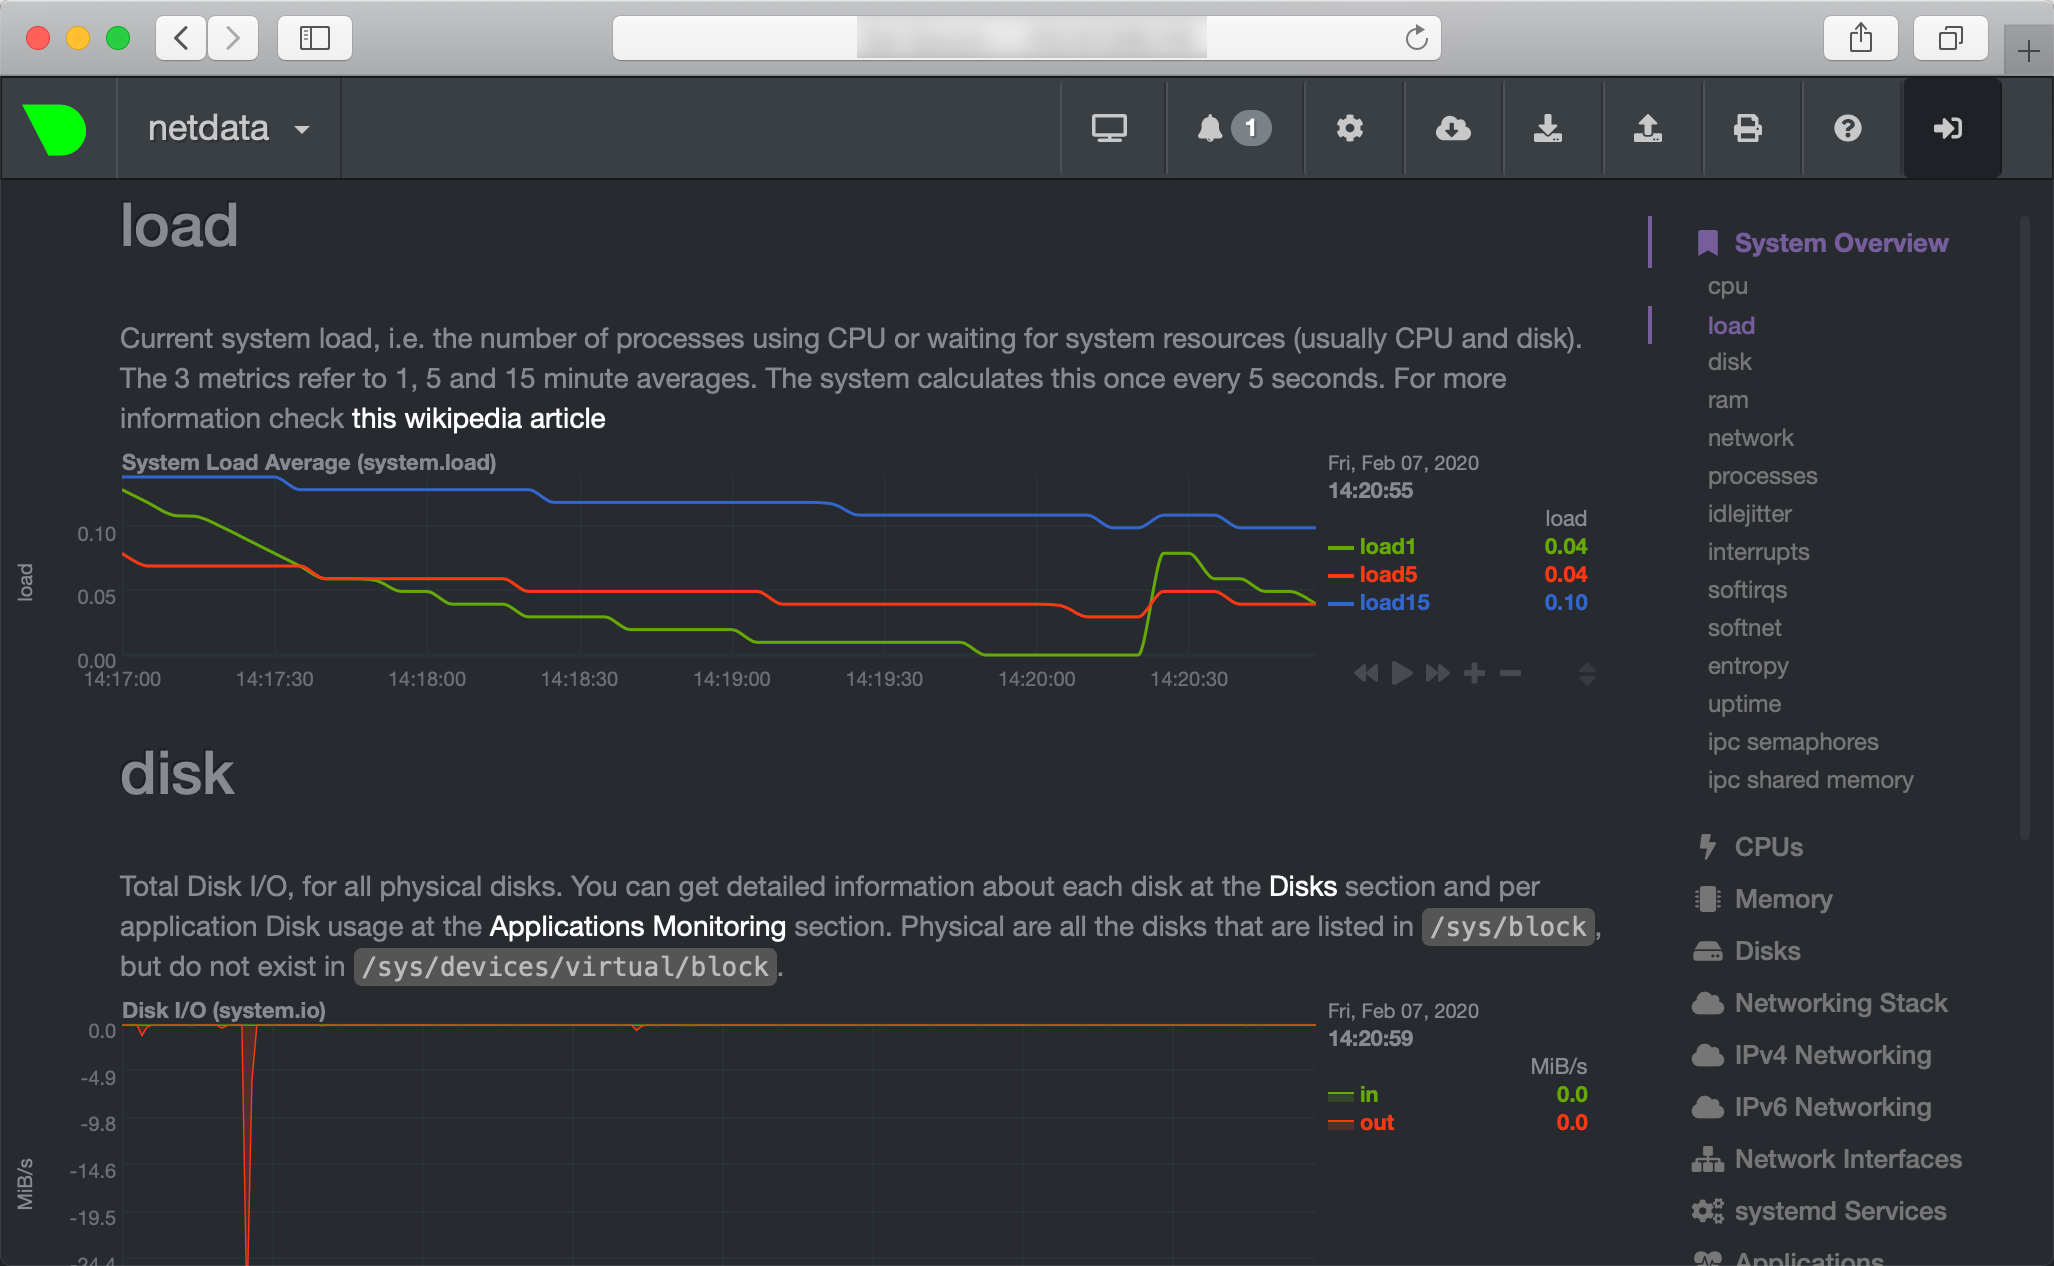 netdata
1
load
Current system load, i.e. the number of processes using CPU or waiting for system resources (usually CPU and disk).
The 3 metrics refer to 1, 5 and 15 minute averages. The system calculates this once every 5 seconds. For more
information check this wikipedia article
System Load Average (system.load)
Fri, Feb 07, 2020
14:20:55
load
load1 0.04
load5 0.04
load15 0.10
load
0.10
0.05
0.00
14:17:00 14:17:30 14:18:00 14:18:30 14:19:00 14:19:30 14:20:00 14:20:30
disk
Total Disk I/O, for all physical disks. You can get detailed information about each disk at the Disks section and per
application Disk usage at the Applications Monitoring section. Physical are all the disks that are listed in /sys/block,
but do not exist in /sys/devices/virtual/block.
Disk I/O (system.io)
Fri, Feb 07, 2020
14:20:59
MiB/s
in 0.0
out 0.0
MiB/s
0.0
-4.9
-9.8
-14.6
-19.5
-24.4
System Overview
cpu
load
disk
ram
network
processes
idlejitter
interrupts
softirqs
softnet
entropy
uptime
ipc semaphores
ipc shared memory
CPUs
Memory
Disks
Networking Stack
IPv4 Networking
IPv6 Networking
Network Interfaces
systemd Services
Applications